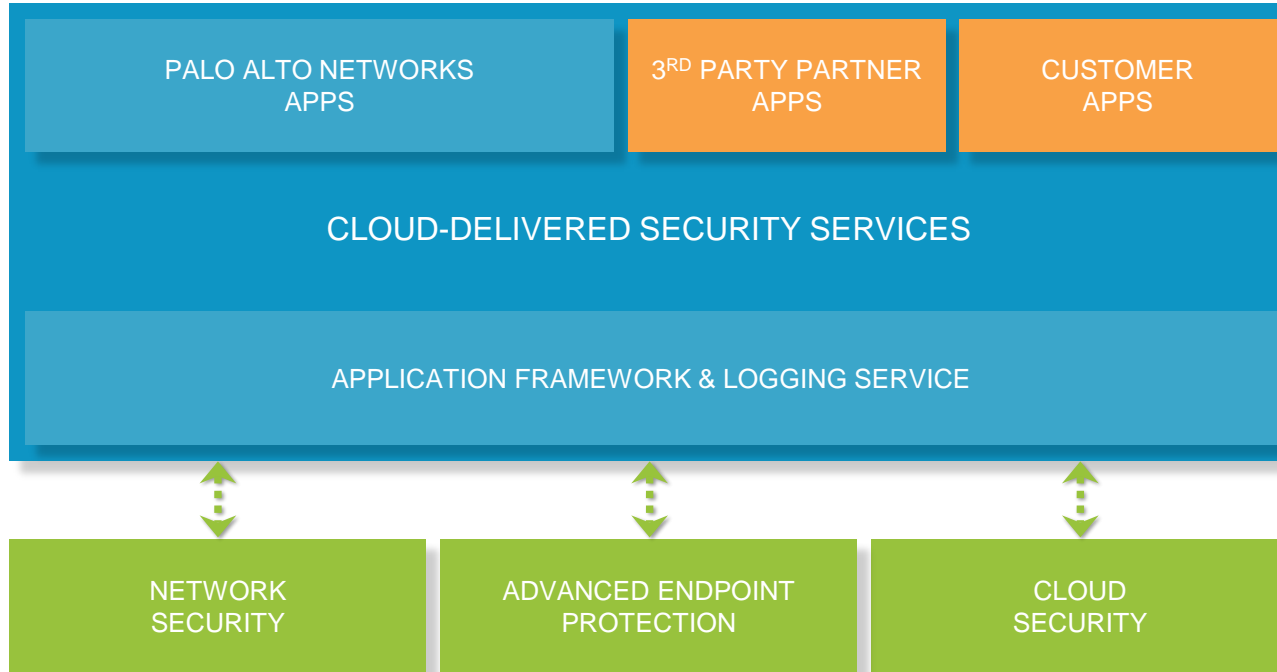 PALO ALTO NETWORKS
APPS
3RD PARTY PARTNER
APPS
CUSTOMER
APPS
CLOUD-DELIVERED SECURITY SERVICES
APPLICATION FRAMEWORK & LOGGING SERVICE
NETWORK
SECURITY
ADVANCED ENDPOINT
PROTECTION
CLOUD
SECURITY